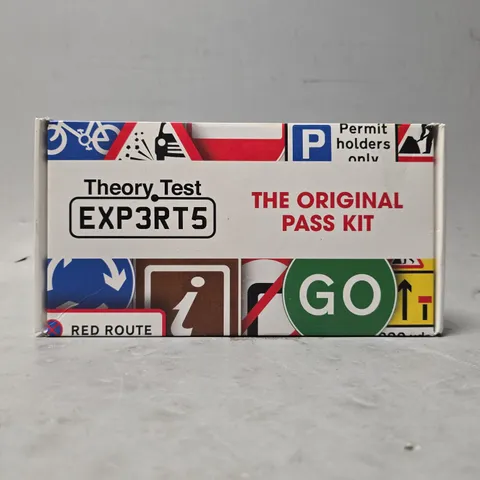 P
Permit
holders
only
Theory Test
EXP3RT5
THE ORIGINAL
PASS KIT
i
GO
RED ROUTE